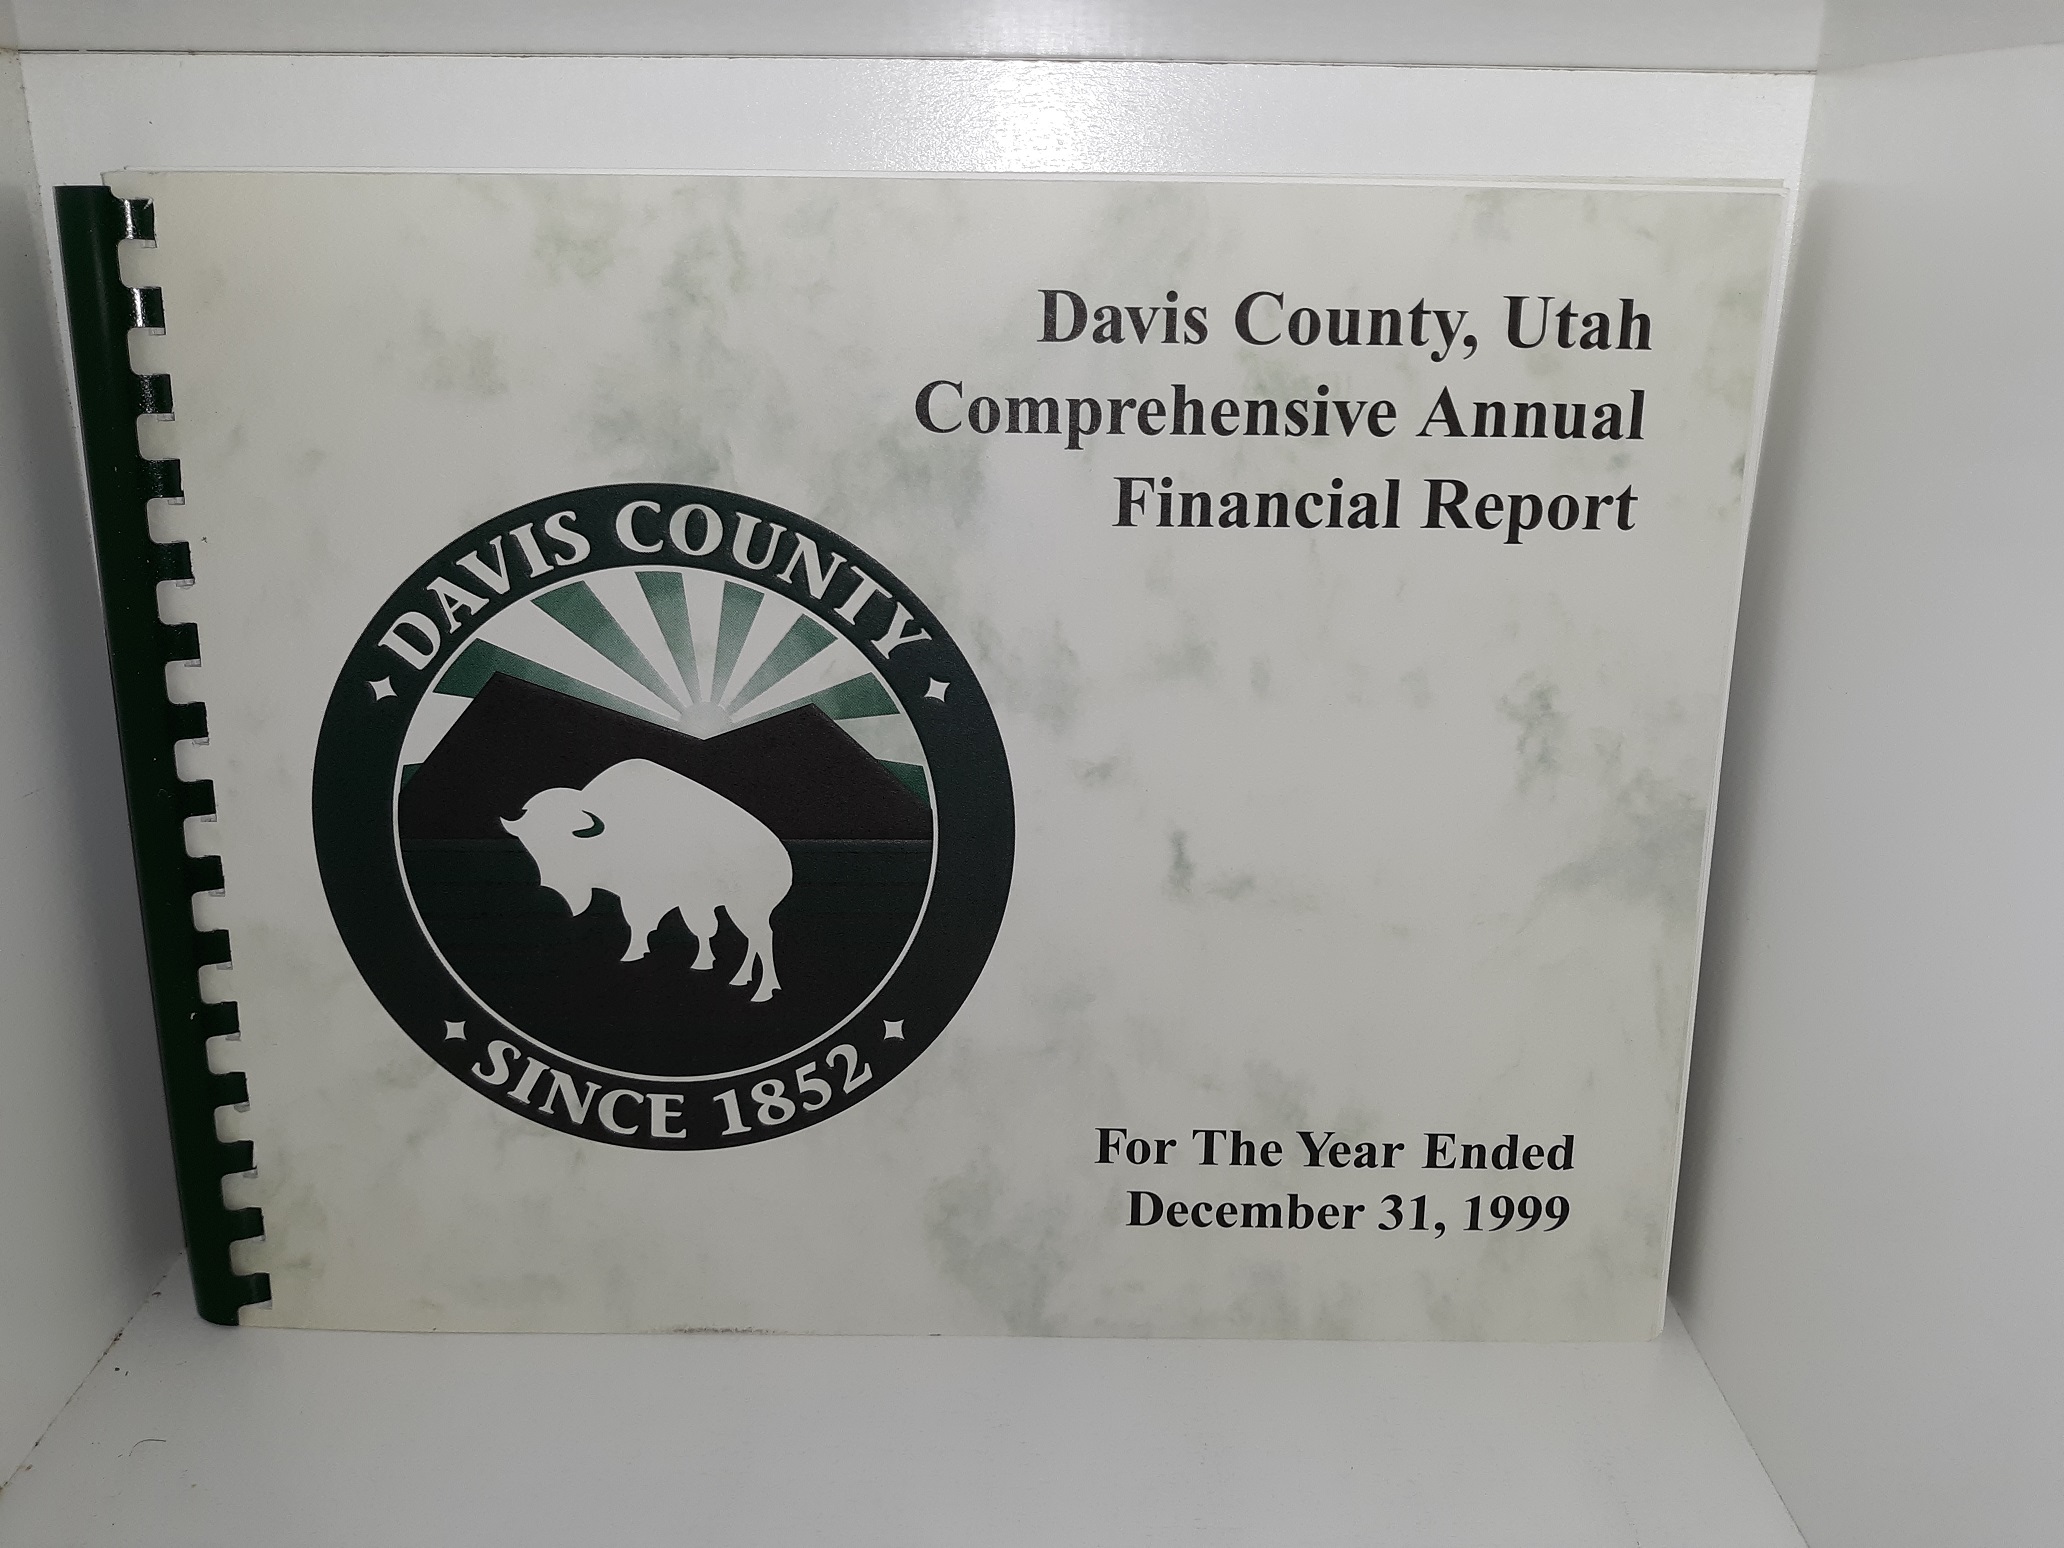 Davis County, Utah
Comprehensive Annual
Financial Report
DAVIS COUNTY
SINCE 1852
For The Year Ended
December 31, 1999